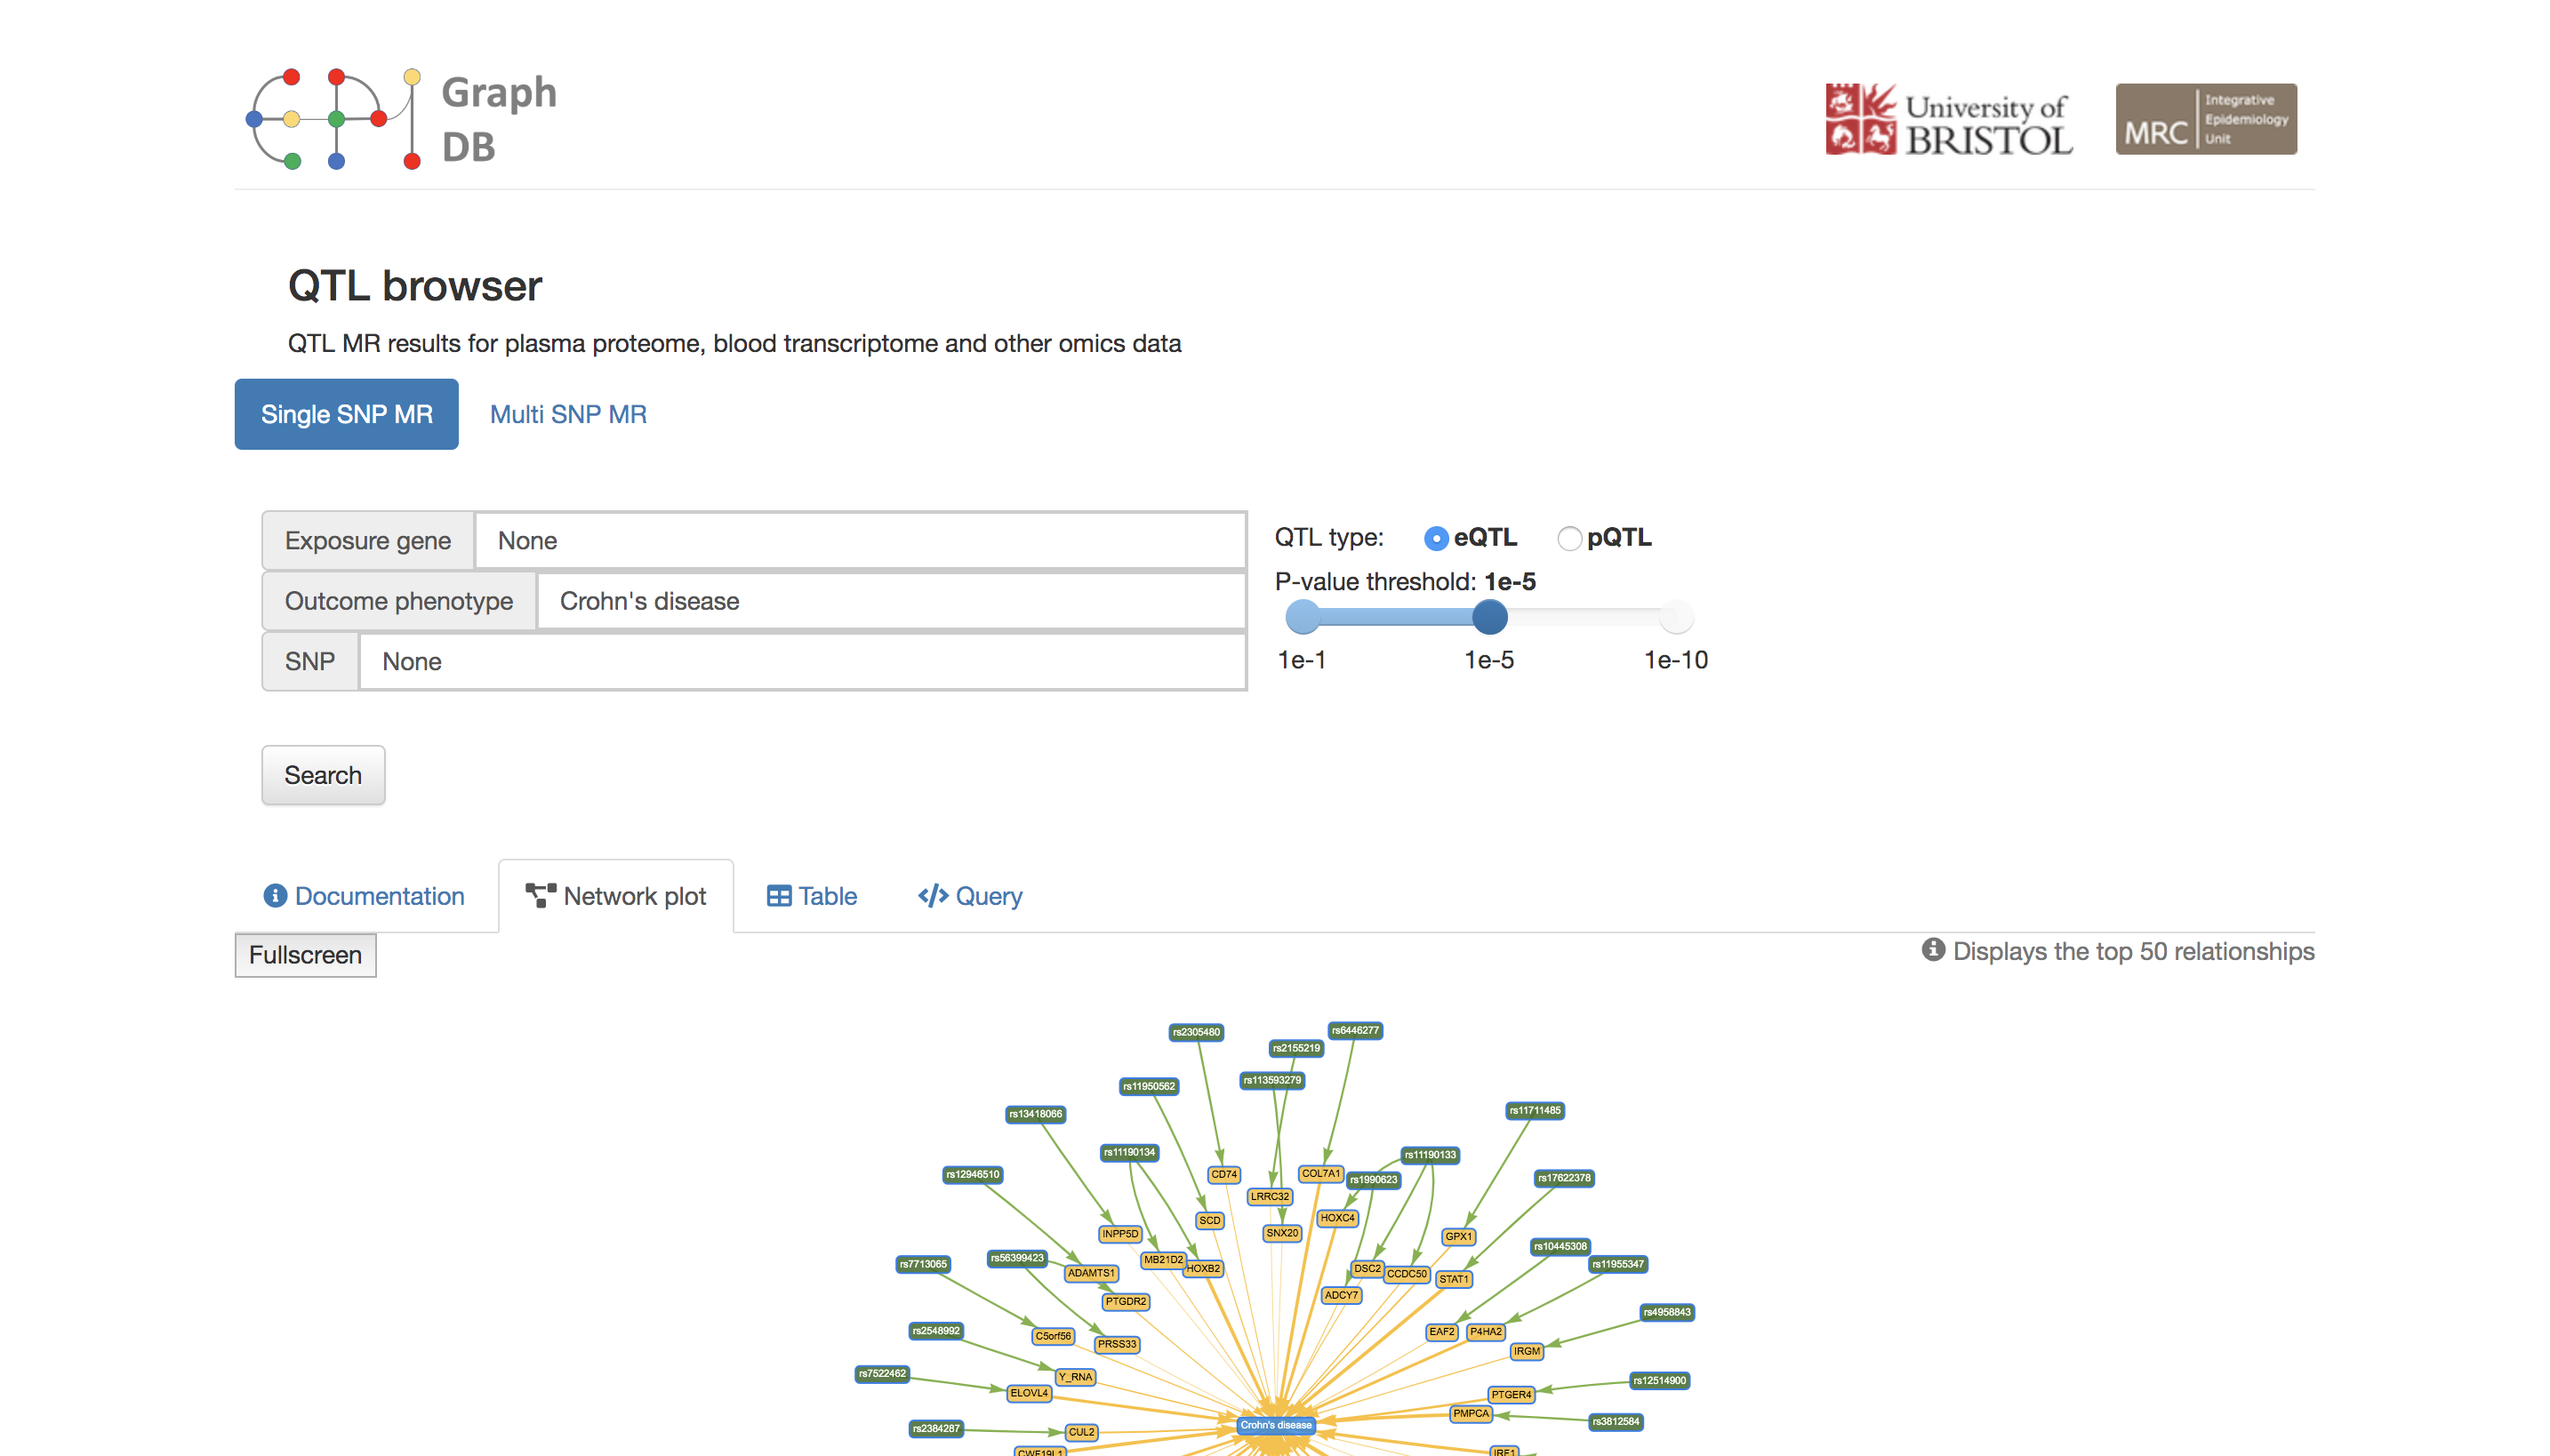 Graph
DB
University of
BRISTOL
MRC
Integrative
Epidemiology
Unit
QTL browser
QTL MR results for plasma proteome, blood transcriptome and other omics data
Single SNP MR
Multi SNP MR
Exposure gene
None
QTL type:
eQTL
pQTL
Outcome phenotype
Crohn's disease
P-value threshold: 1e-5
SNP
None
1e-1
1e-5
1e-10
Search
Documentation
Network plot
Table
Query
Fullscreen
Displays the top 50 relationships
rs2305480
rs6446277
rs2155219
rs113593279
rs11950562
rs13418066
rs11711485
rs11190134
rs11190133
rs12946510
CD74
COL7A1
rs1990623
rs17622378
LRRC32
SCD
HOXC4
INPP5D
SNX20
GPX1
rs10445308
rs56399423
MB21D2
HOXB2
rs7713065
rs11955347
ADAMTS1
DSC2
CCDC50
STAT1
PTGDR2
ADCY7
rs4958843
rs2548992
C5orf56
EAF2
P4HA2
PRSS33
IRGM
rs7522462
Y_RNA
rs12514900
ELOVL4
PTGER4
PMPCA
rs3812584
rs2384287
CUL2
Crohn's disease
CWF19L1
IRF1